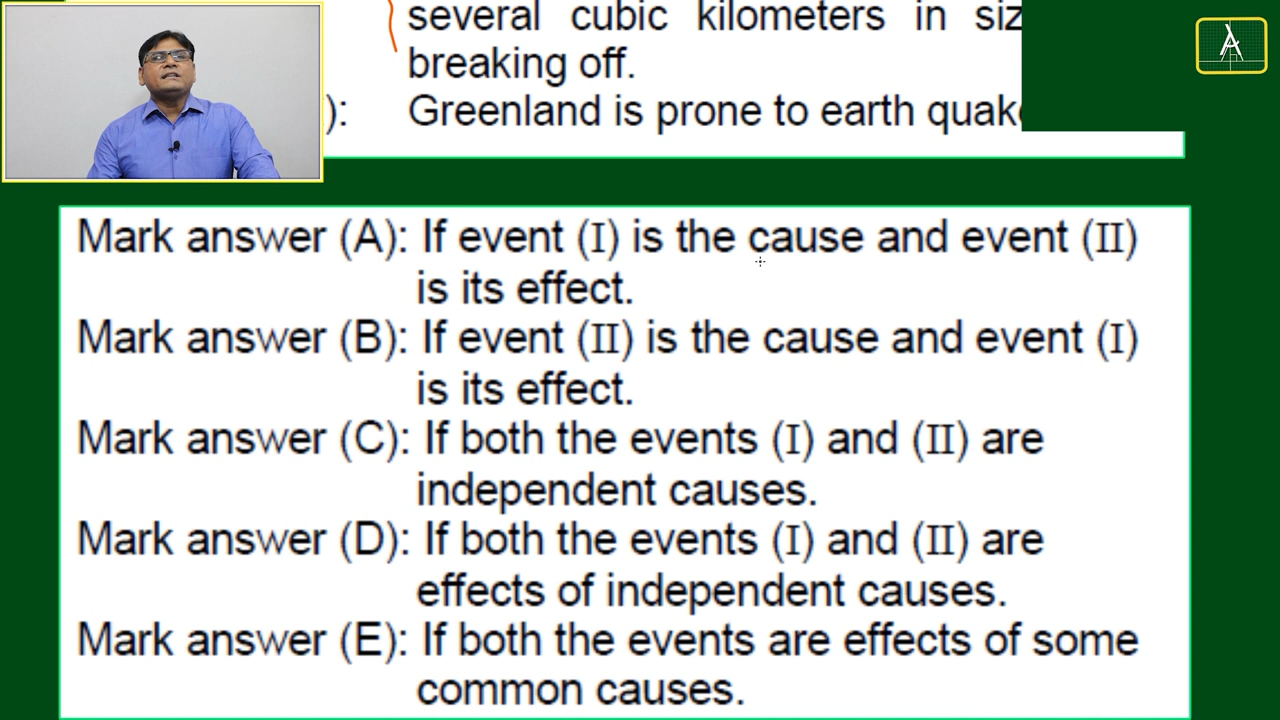 several cubic kilometers in
breaking off.
): Greenland is prone to earth
Mark answer (A): If event (I) is the cause and event (II)
is its effect.
Mark answer (B): If event (II) is the cause and event (I)
is its effect.
Mark answer (C): If both the events (I) and (II) are
independent causes.
Mark answer (D): If both the events (I) and (II) are
effects of independent causes.
Mark answer (E): If both the events are effects of some
common causes.